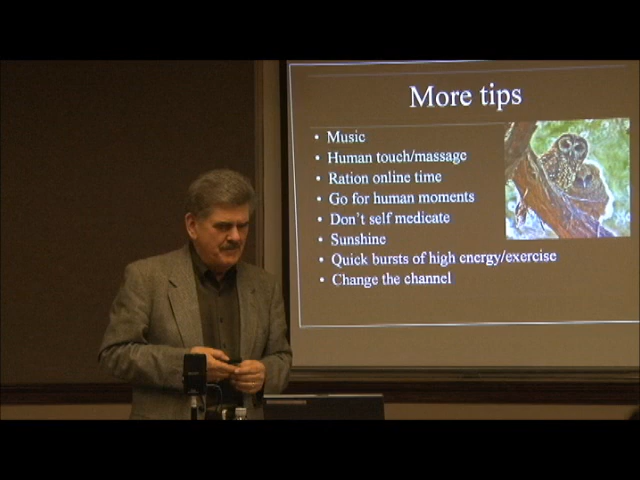 More tips
• Music
• Human touch/massage
• Ration online time
• Go for human moments
• Don't self medicate
• Sunshine
• Quick bursts of high energy/exercise
• Change the channel